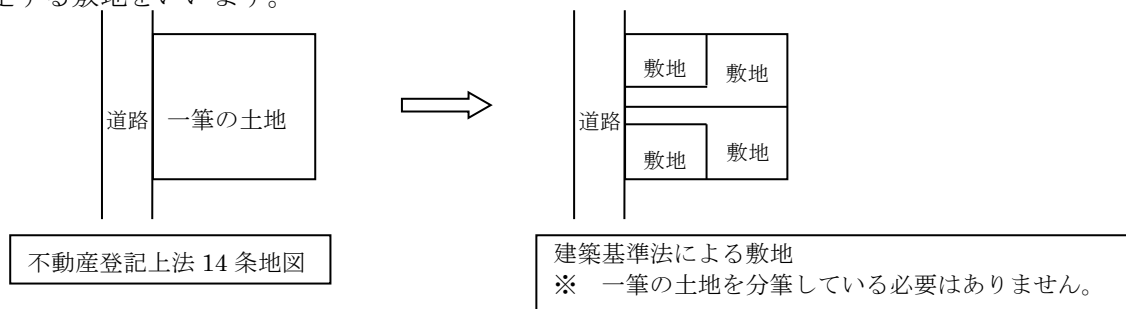 定する敷地をいいます。
道路
一筆の土地
不動産登記上法 14 条地図
道路
敷地
敷地
敷地
敷地
建築基準法による敷地
※ 一筆の土地を分筆している必要はありません。